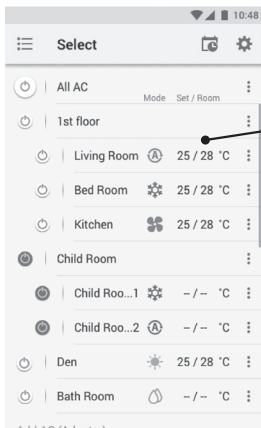 10:48
Select
All AC
Mode Set / Room
1st floor
Living Room A 25 / 28 °C
Bed Room 25 / 28 °C
Kitchen 25 / 28 °C
Child Room
Child Roo...1 -- / -- °C
Child Roo...2 A -- / -- °C
Den 25 / 28 °C
Bath Room -- / -- °C